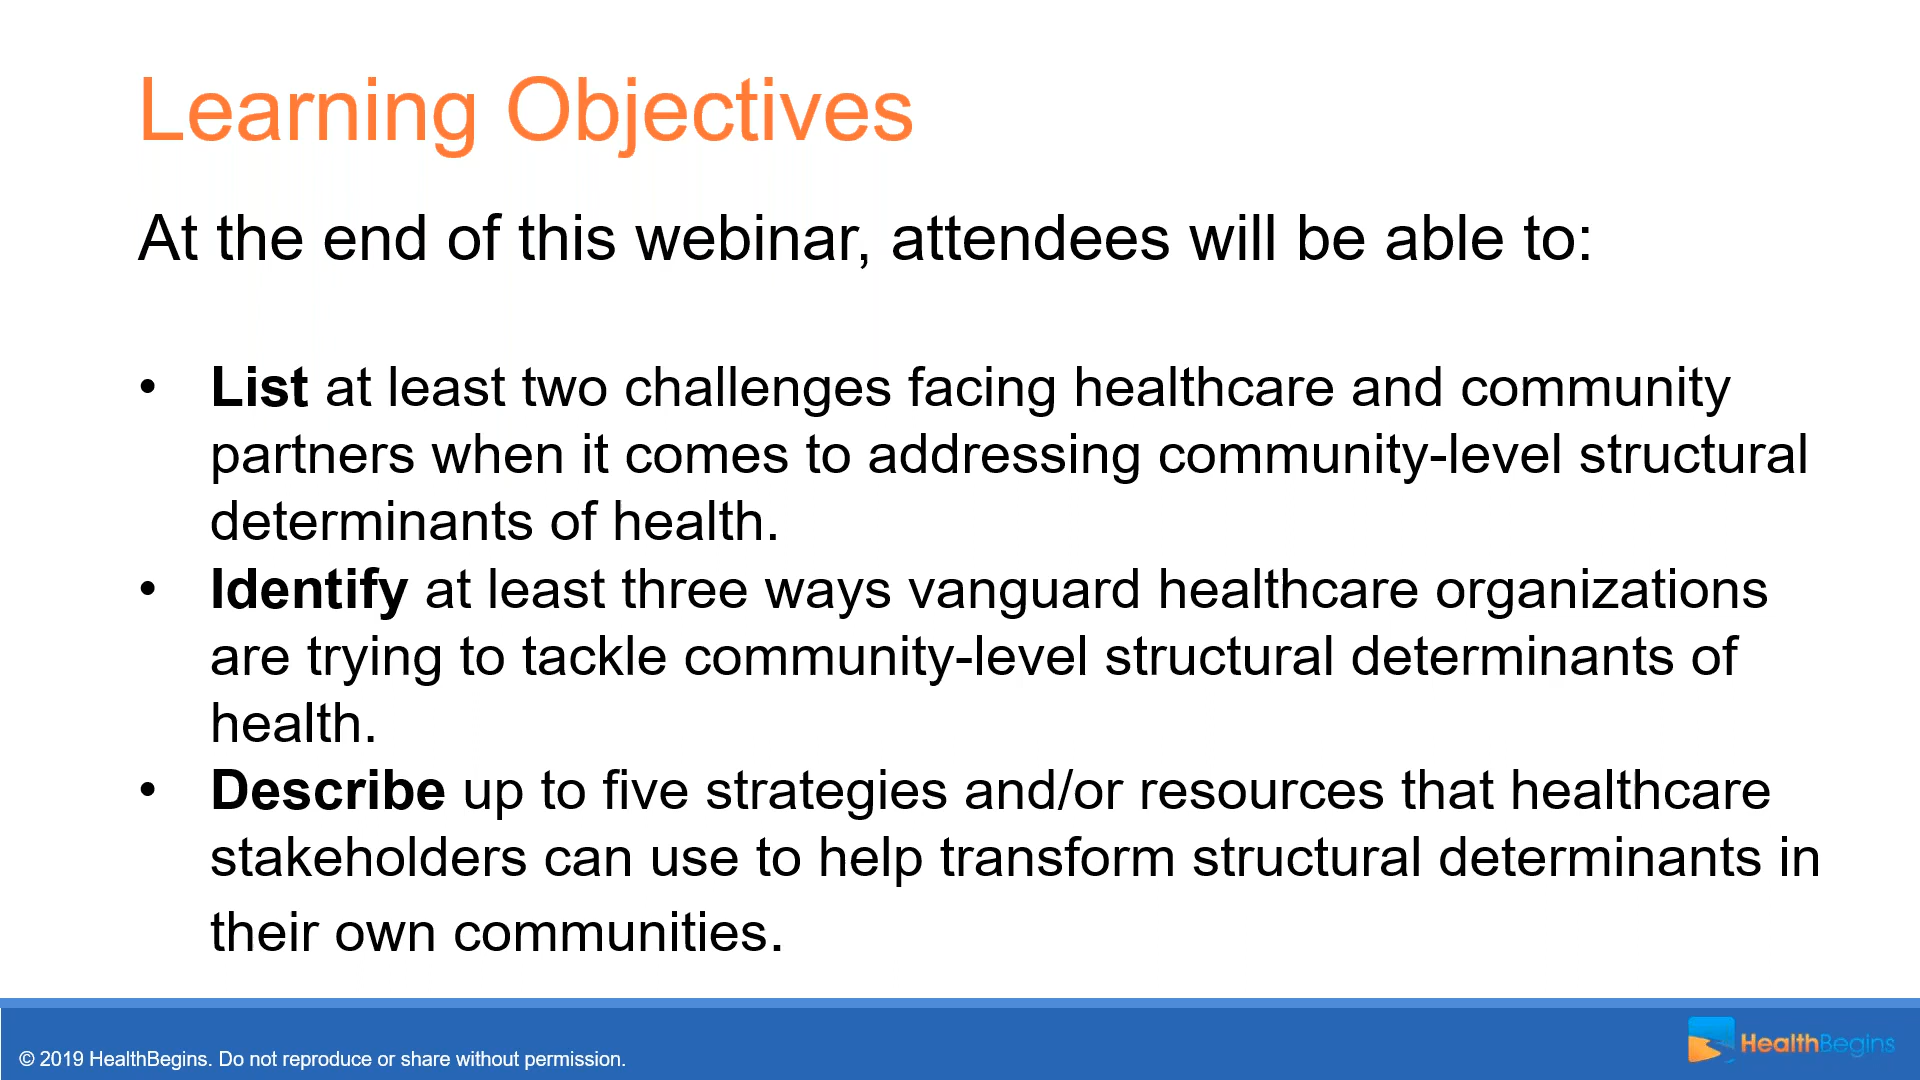 Learning Objectives
At the end of this webinar, attendees will be able to:
• List at least two challenges facing healthcare and community
partners when it comes to addressing community-level structural
determinants of health.
• Identify at least three ways vanguard healthcare organizations
are trying to tackle community-level structural determinants of
health.
• Describe up to five strategies and/or resources that healthcare
stakeholders can use to help transform structural determinants in
their own communities.
© 2019 HealthBegins. Do not reproduce or share without permission.
HealthBegins